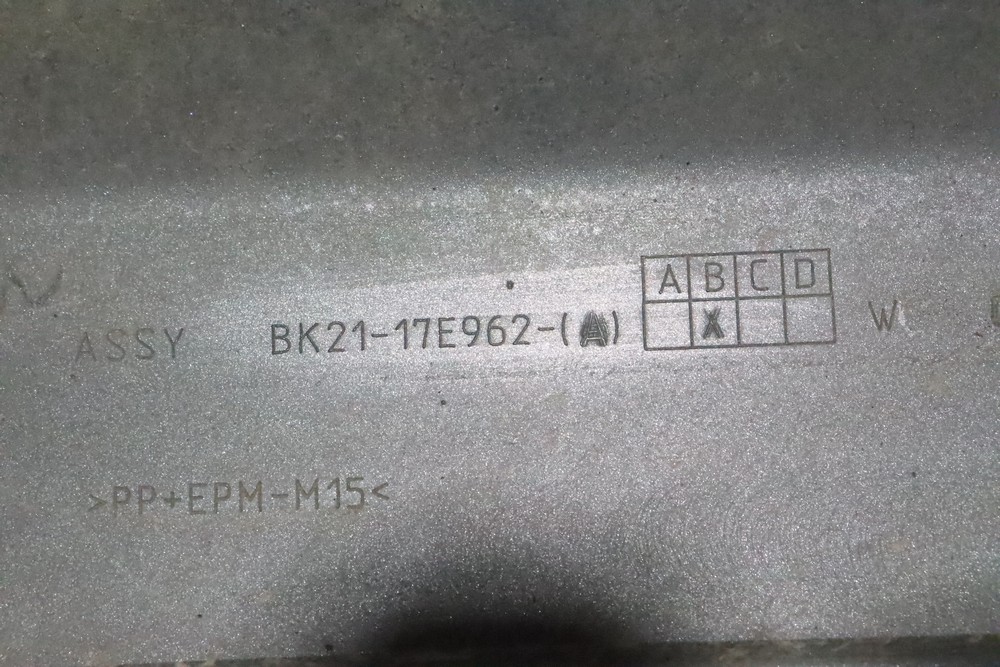 A B C D
ASSY BK21-17E962-(A) X W
>PP+EPM-M15<